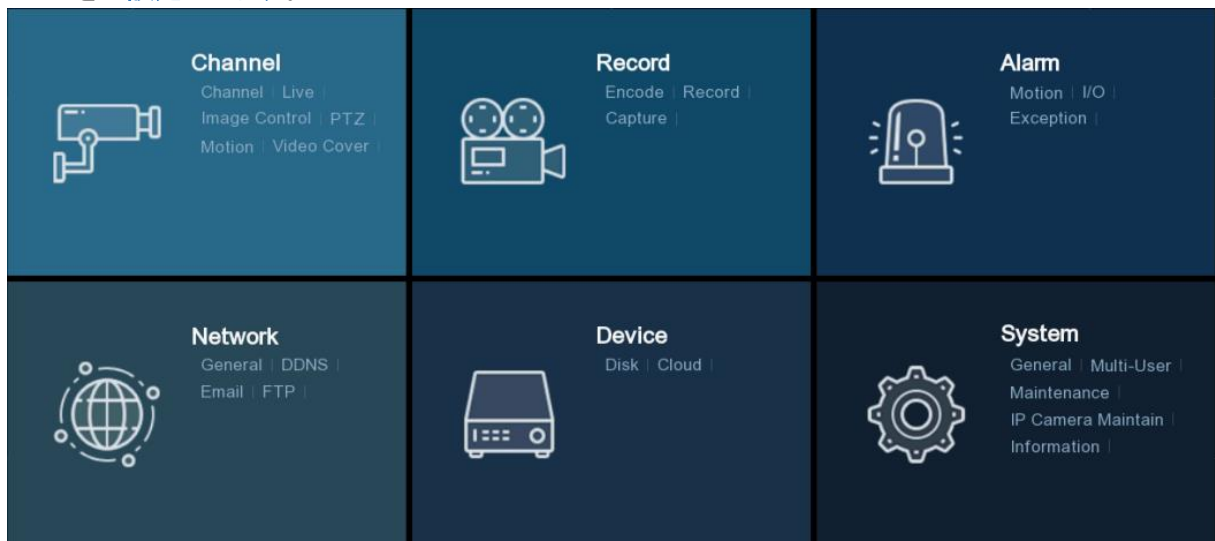 Channel
Channel | Live |
Image Control | PTZ |
Motion | Video Cover |
Record
Encode | Record |
Capture |
Alarm
Motion | I/O |
Exception |
Network
General | DDNS |
Email | FTP |
Device
Disk | Cloud |
System
General | Multi-User |
Maintenance |
IP Camera Maintain |
Information |